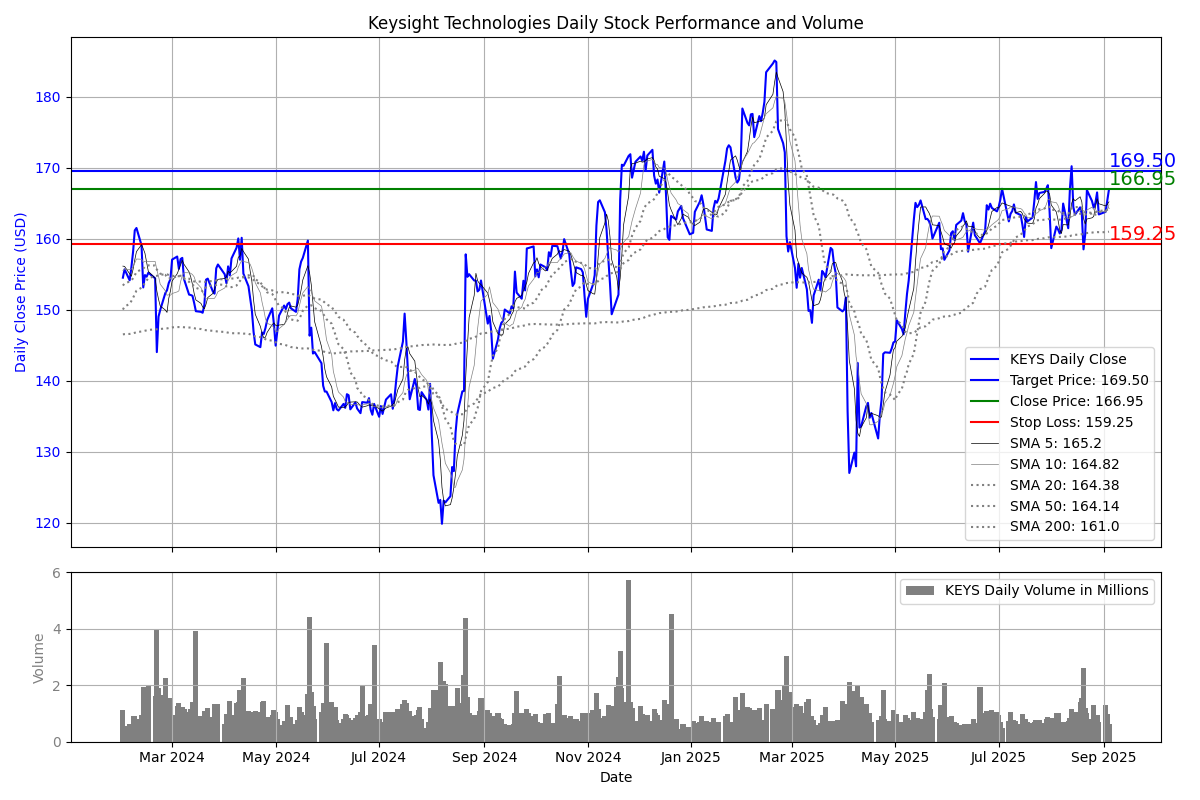 Keysight Technologies Daily Stock Performance and Volume
Daily Close Price (USD)
180
170
160
150
140
130
120
169.50
166.95
159.25
KEYS Daily Close
Target Price: 169.50
Close Price: 166.95
Stop Loss: 159.25
SMA 5: 165.2
SMA 10: 164.82
SMA 20: 164.38
SMA 50: 164.14
SMA 200: 161.0
Volume
6
4
2
0
KEYS Daily Volume in Millions
Mar 2024 May 2024 Jul 2024 Sep 2024 Nov 2024 Jan 2025 Mar 2025 May 2025 Jul 2025 Sep 2025
Date